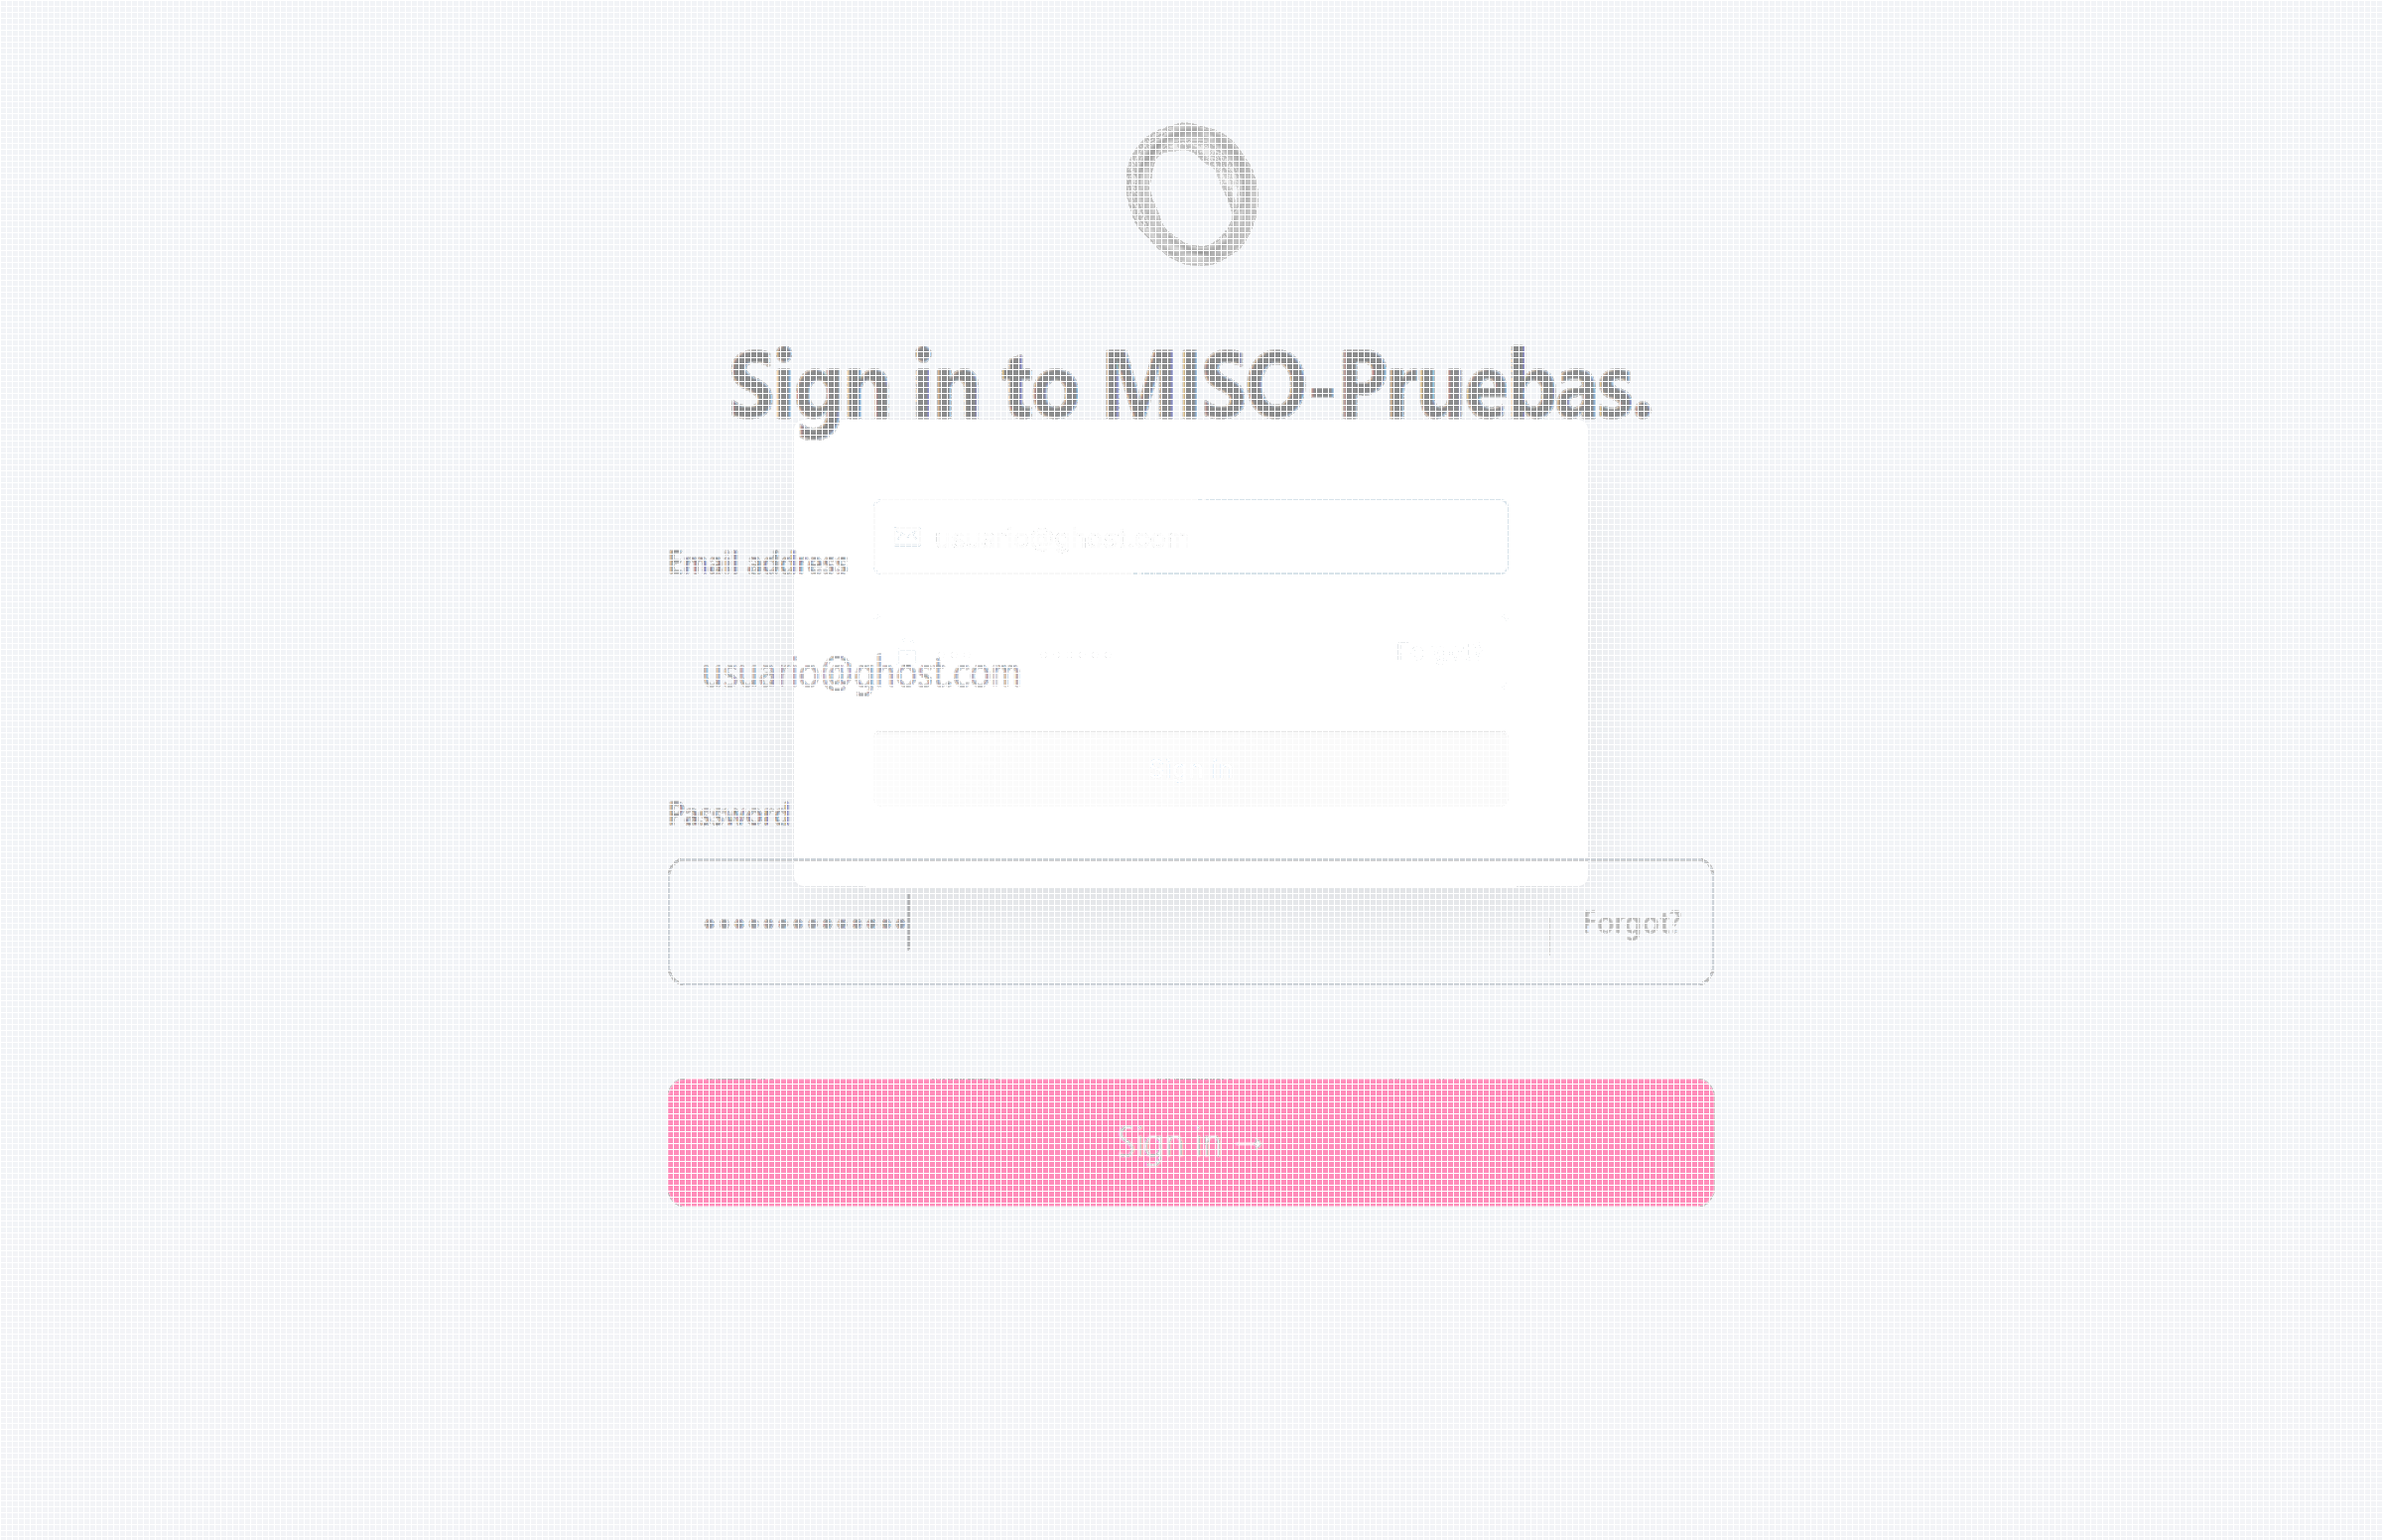 Sign in to MISO-Pruebas.
usuario@ghost.com
Email address
Forgot?
usuario@ghost.com
Sign in
Password
•••••••••••••• Forgot?
Sign in →